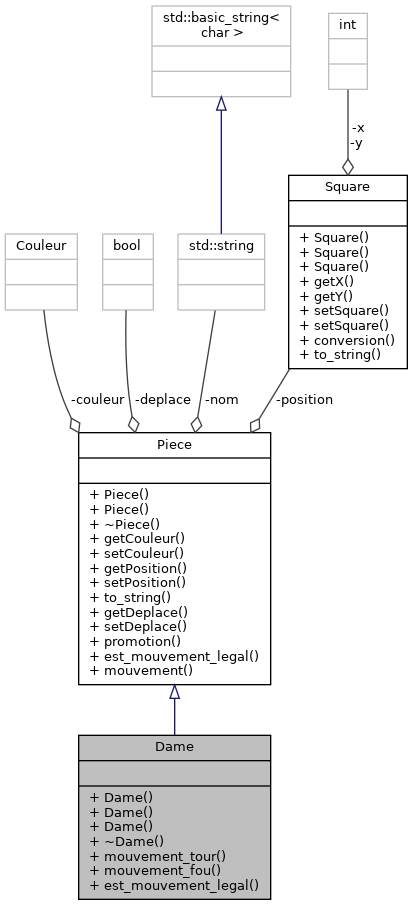 std::basic_string<
char >
int
-x
-y
Square
+ Square()
+ Square()
+ Square()
+ getX()
+ getY()
+ setSquare()
+ setSquare()
+ conversion()
+ to_string()
Couleur
bool
std::string
-couleur
-deplace
-nom
-position
Piece
+ Piece()
+ Piece()
+ ~Piece()
+ getCouleur()
+ setCouleur()
+ getPosition()
+ setPosition()
+ to_string()
+ getDeplace()
+ setDeplace()
+ promotion()
+ est_mouvement_legal()
+ mouvement()
Dame
+ Dame()
+ Dame()
+ Dame()
+ ~Dame()
+ mouvement_tour()
+ mouvement_fou()
+ est_mouvement_legal()